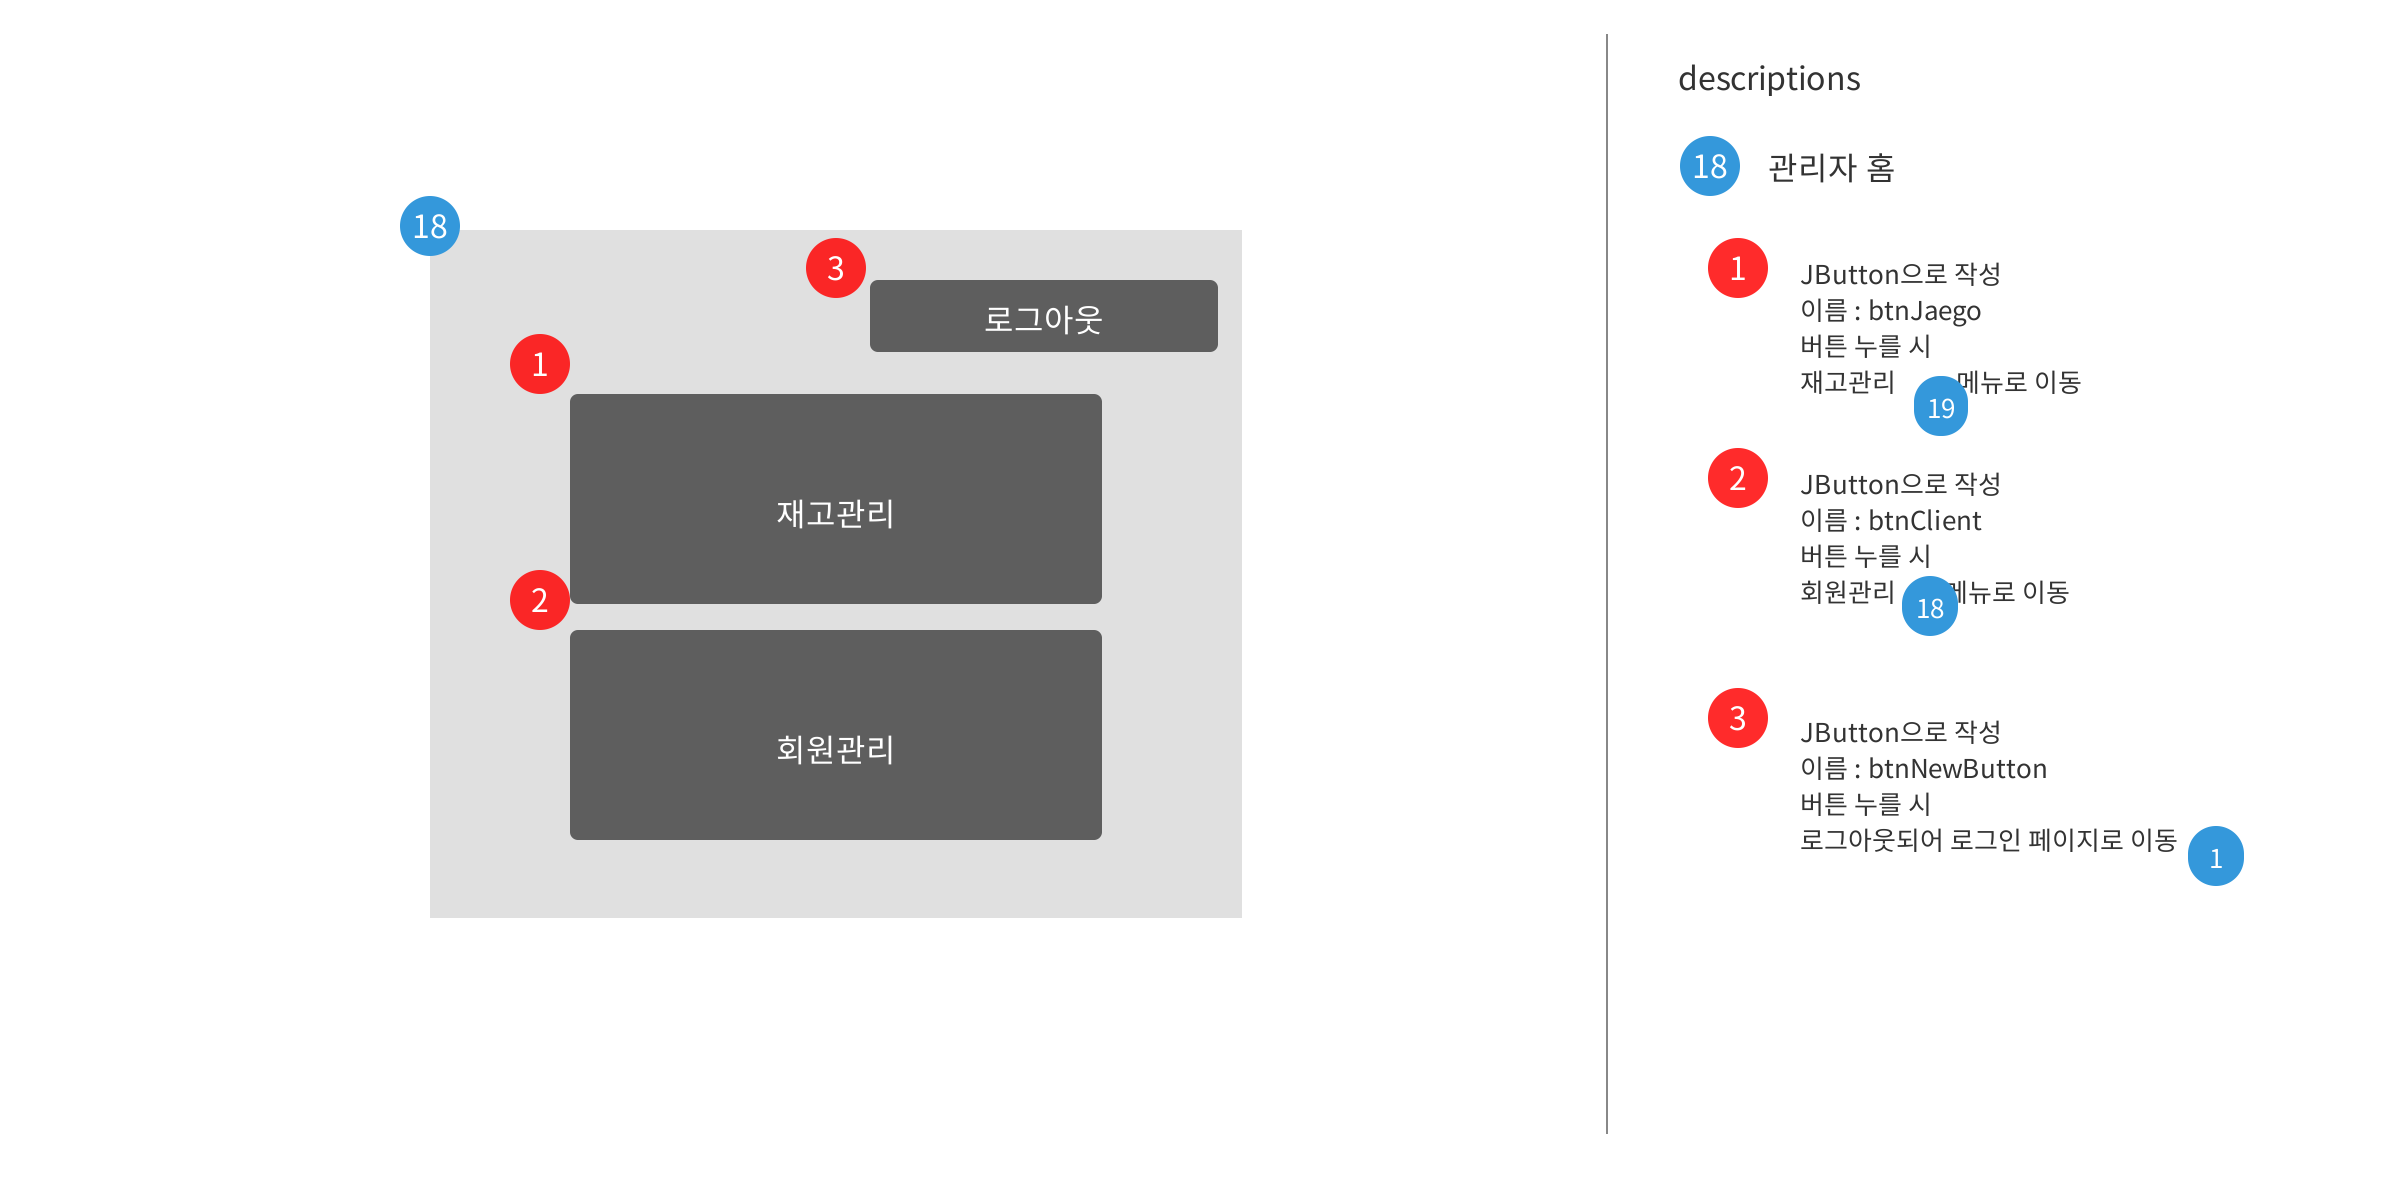 18
3
로그아웃
1
재고관리
2
회원관리
descriptions
18 관리자 홈
1
JButton으로 작성
이름 : btnJaego
버튼 누를 시
재고관리 19 메뉴로 이동
2
JButton으로 작성
이름 : btnClient
버튼 누를 시
회원관리 18 메뉴로 이동
3
JButton으로 작성
이름 : btnNewButton
버튼 누를 시
로그아웃되어 로그인 페이지로 이동 1